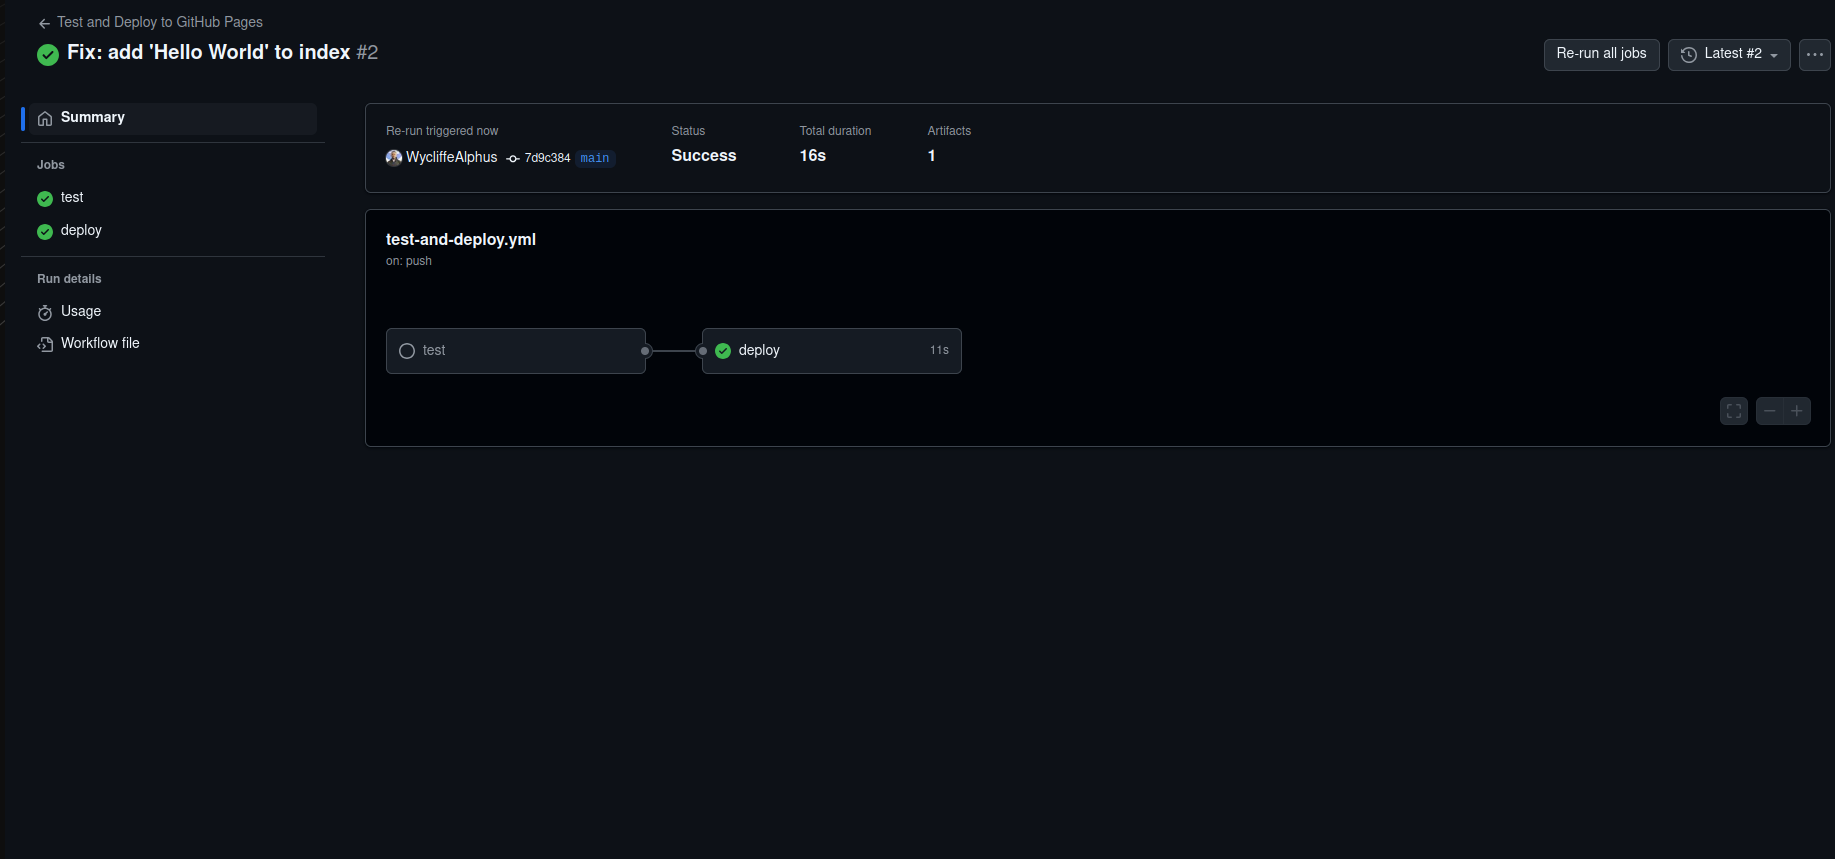 Test and Deploy to GitHub Pages
Fix: add 'Hello World' to index #2
Re-run all jobs
Latest #2
Summary
Jobs
test
deploy
Run details
Usage
Workflow file
Re-run triggered now
WycliffeAlphus 7d9c384 main
Status
Success
Total duration
16s
Artifacts
1
test-and-deploy.yml
on: push
test
deploy 11s